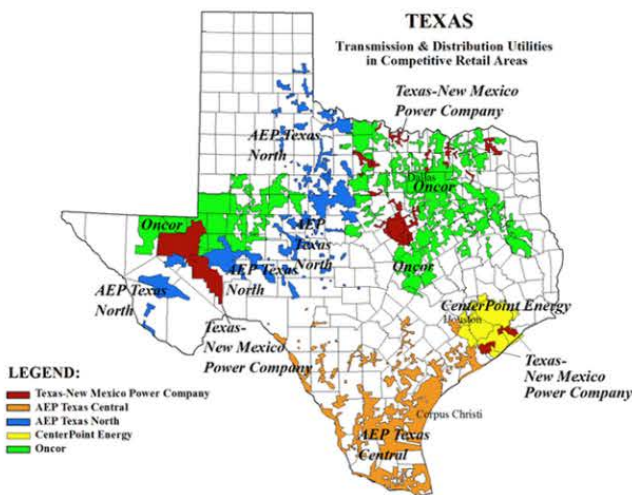 TEXAS
Transmission & Distribution Utilities
in Competitive Retail Areas
Texas-New Mexico
Power Company
AEP Texas
North
Dallas
Oncor
Oncor
AEP
Texas
North
AEP Texas
North
Oncor
AEP Texas
North
CenterPoint Energy
Houston
Texas-
New Mexico
Power Company
Texas-
New Mexico
Power Company
Corpus Christi
AEP Texas
Central
LEGEND:
Texas-New Mexico Power Company
AEP Texas Central
AEP Texas North
CenterPoint Energy
Oncor